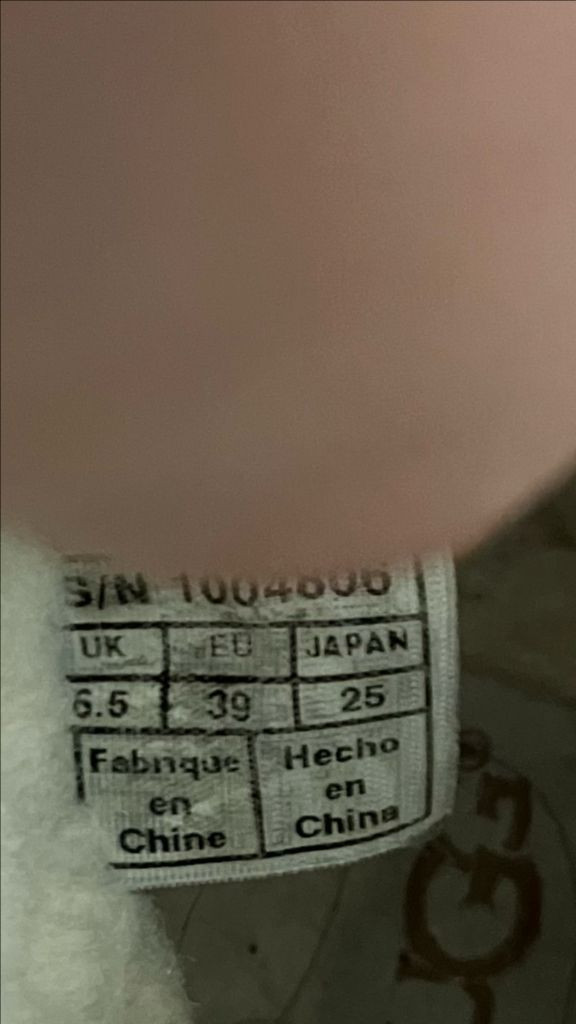 S/N 1004806
UK EU JAPAN
6.5 39 25
Fabrique en Chine
Hecho en China